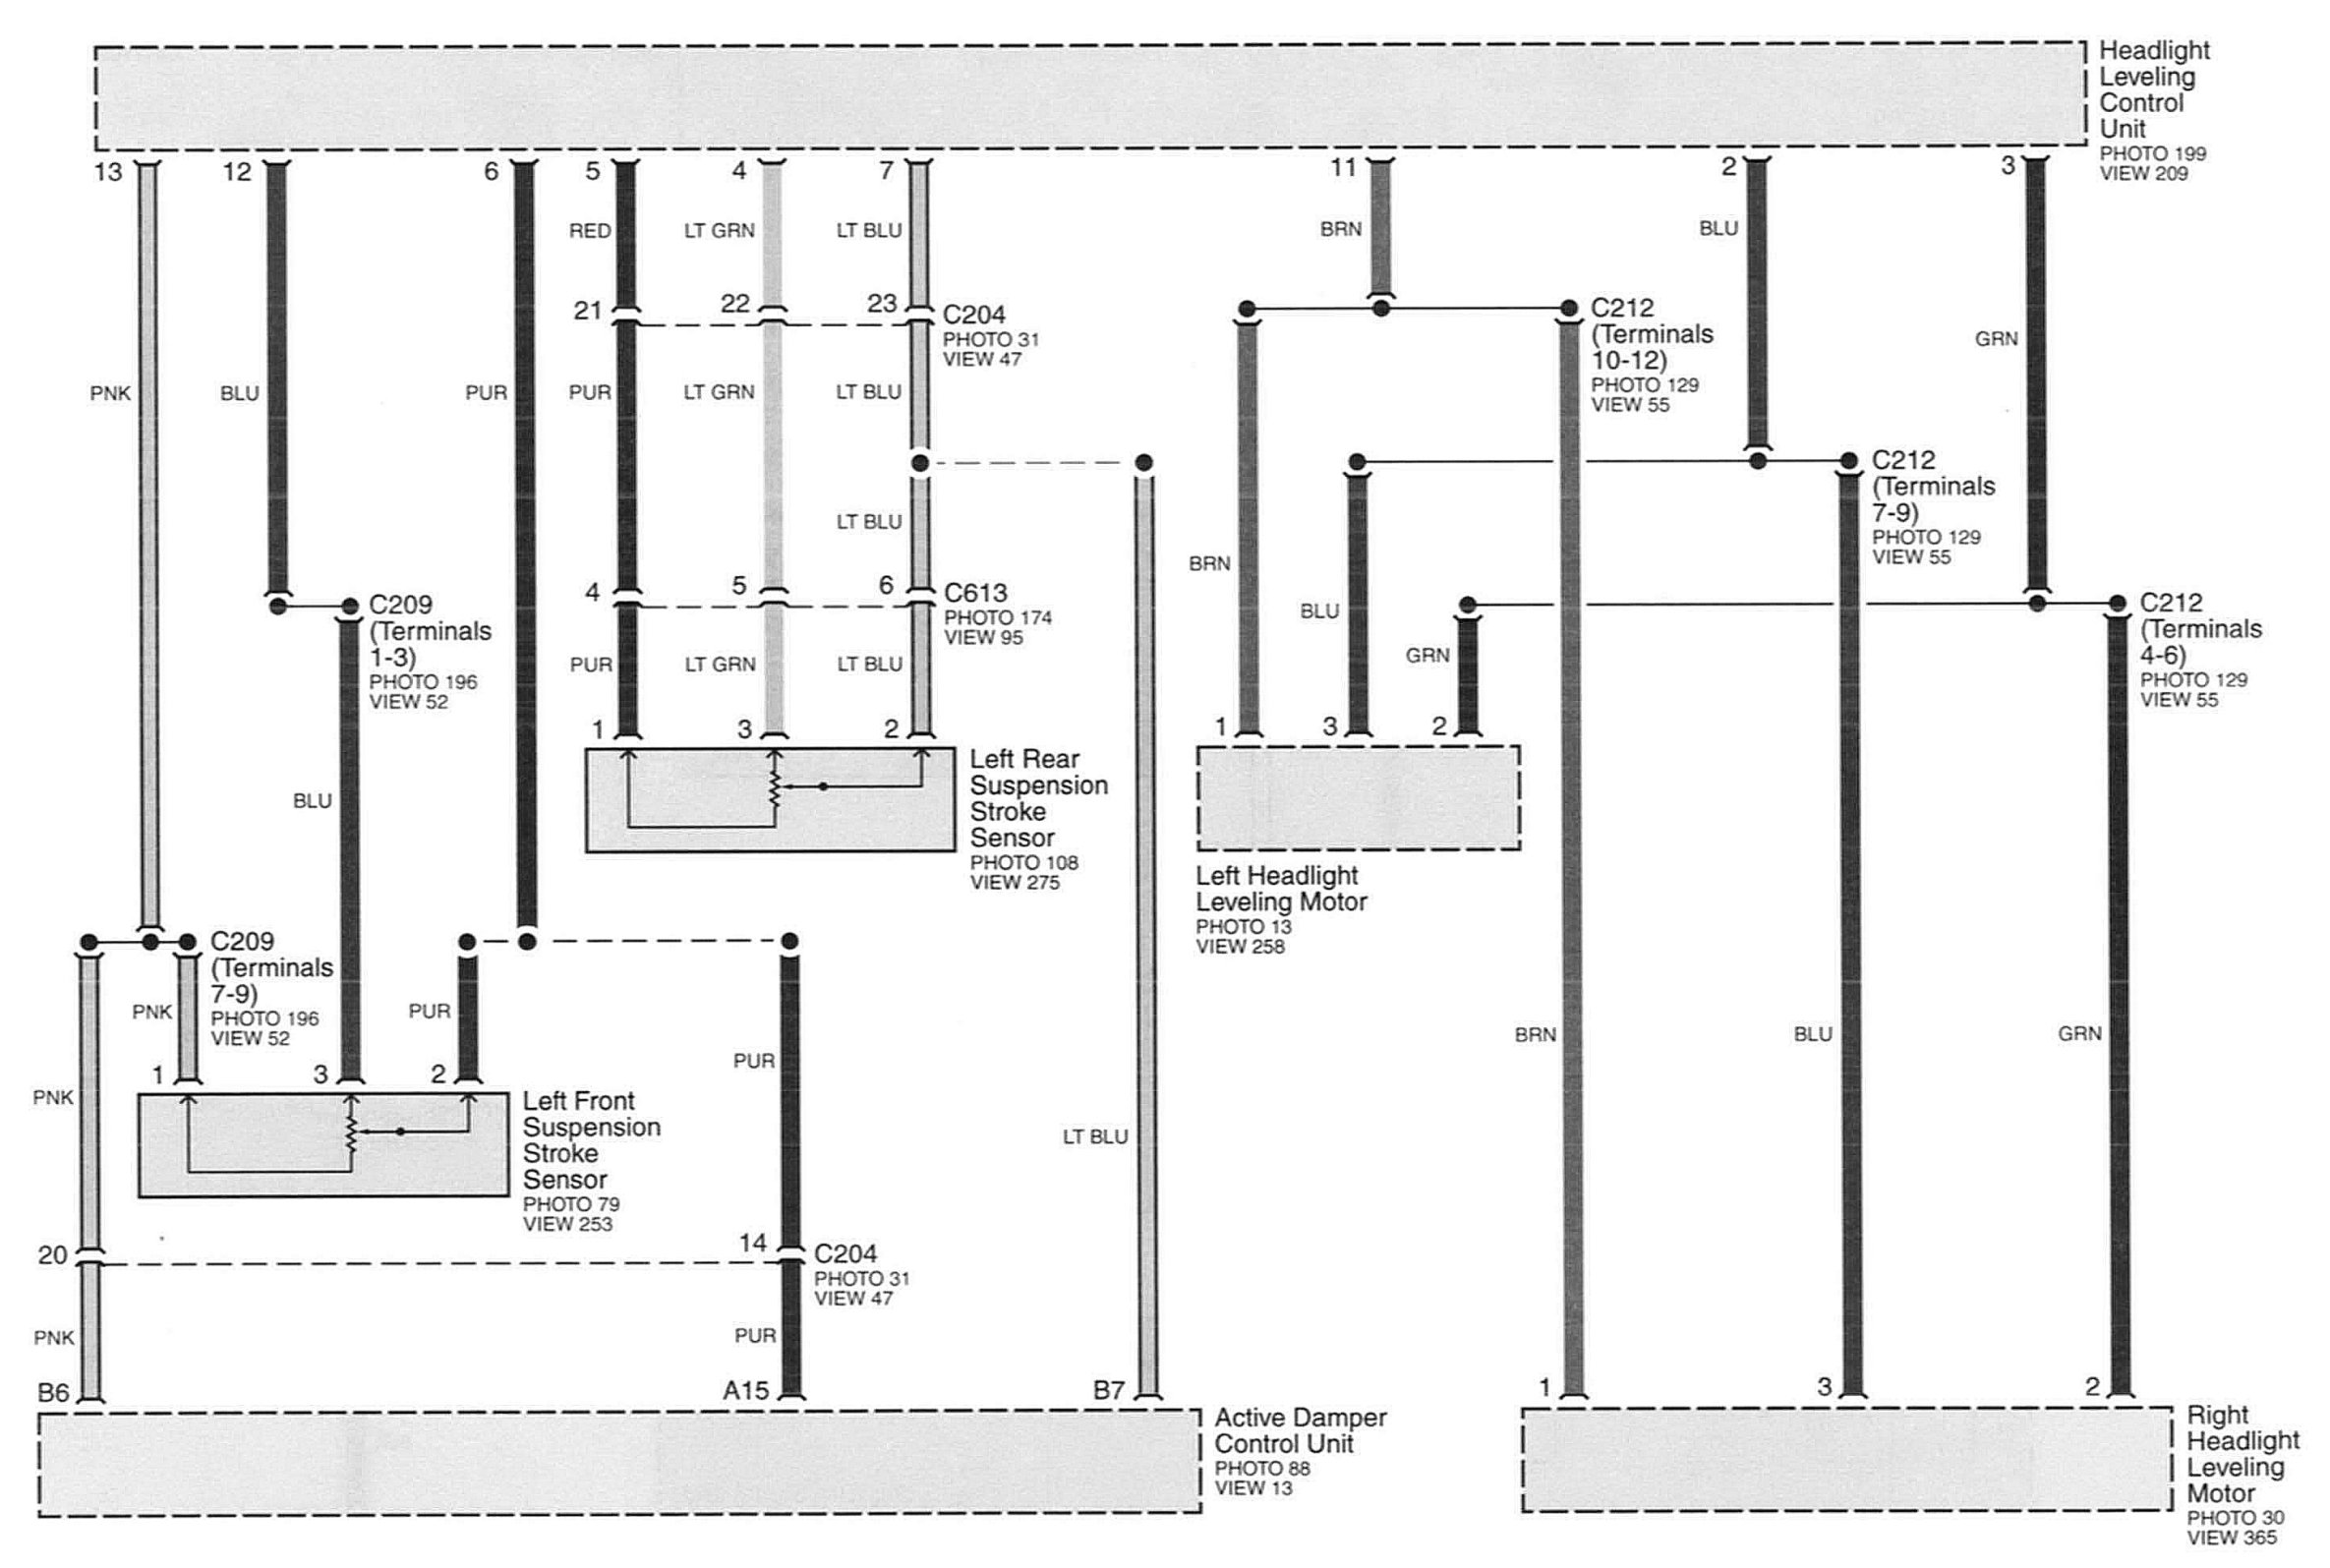 Headlight
Leveling
Control
Unit
PHOTO 199
VIEW 209
13
12
6
5
4
7
11
2
3
RED
LT GRN
LT BLU
BRN
BLU
21
22
23
C204
PHOTO 31
VIEW 47
C212
(Terminals
10-12)
PHOTO 129
VIEW 55
GRN
PNK
BLU
PUR
PUR
LT GRN
LT BLU
C212
(Terminals
7-9)
PHOTO 129
VIEW 55
LT BLU
BRN
4
5
6
C613
PHOTO 174
VIEW 95
C209
(Terminals
1-3)
PHOTO 196
VIEW 52
BLU
GRN
C212
(Terminals
4-6)
PHOTO 129
VIEW 55
PUR
LT GRN
LT BLU
1
3
2
1
3
2
Left Rear
Suspension
Stroke
Sensor
PHOTO 108
VIEW 275
BLU
Left Headlight
Leveling Motor
PHOTO 13
VIEW 258
C209
(Terminals
7-9)
PHOTO 196
VIEW 52
PNK
PUR
PUR
BRN
BLU
GRN
1
3
2
PNK
Left Front
Suspension
Stroke
Sensor
PHOTO 79
VIEW 253
LT BLU
20
14
C204
PHOTO 31
VIEW 47
PNK
PUR
B6
A15
B7
1
3
2
Active Damper
Control Unit
PHOTO 88
VIEW 13
Right
Headlight
Leveling
Motor
PHOTO 30
VIEW 365